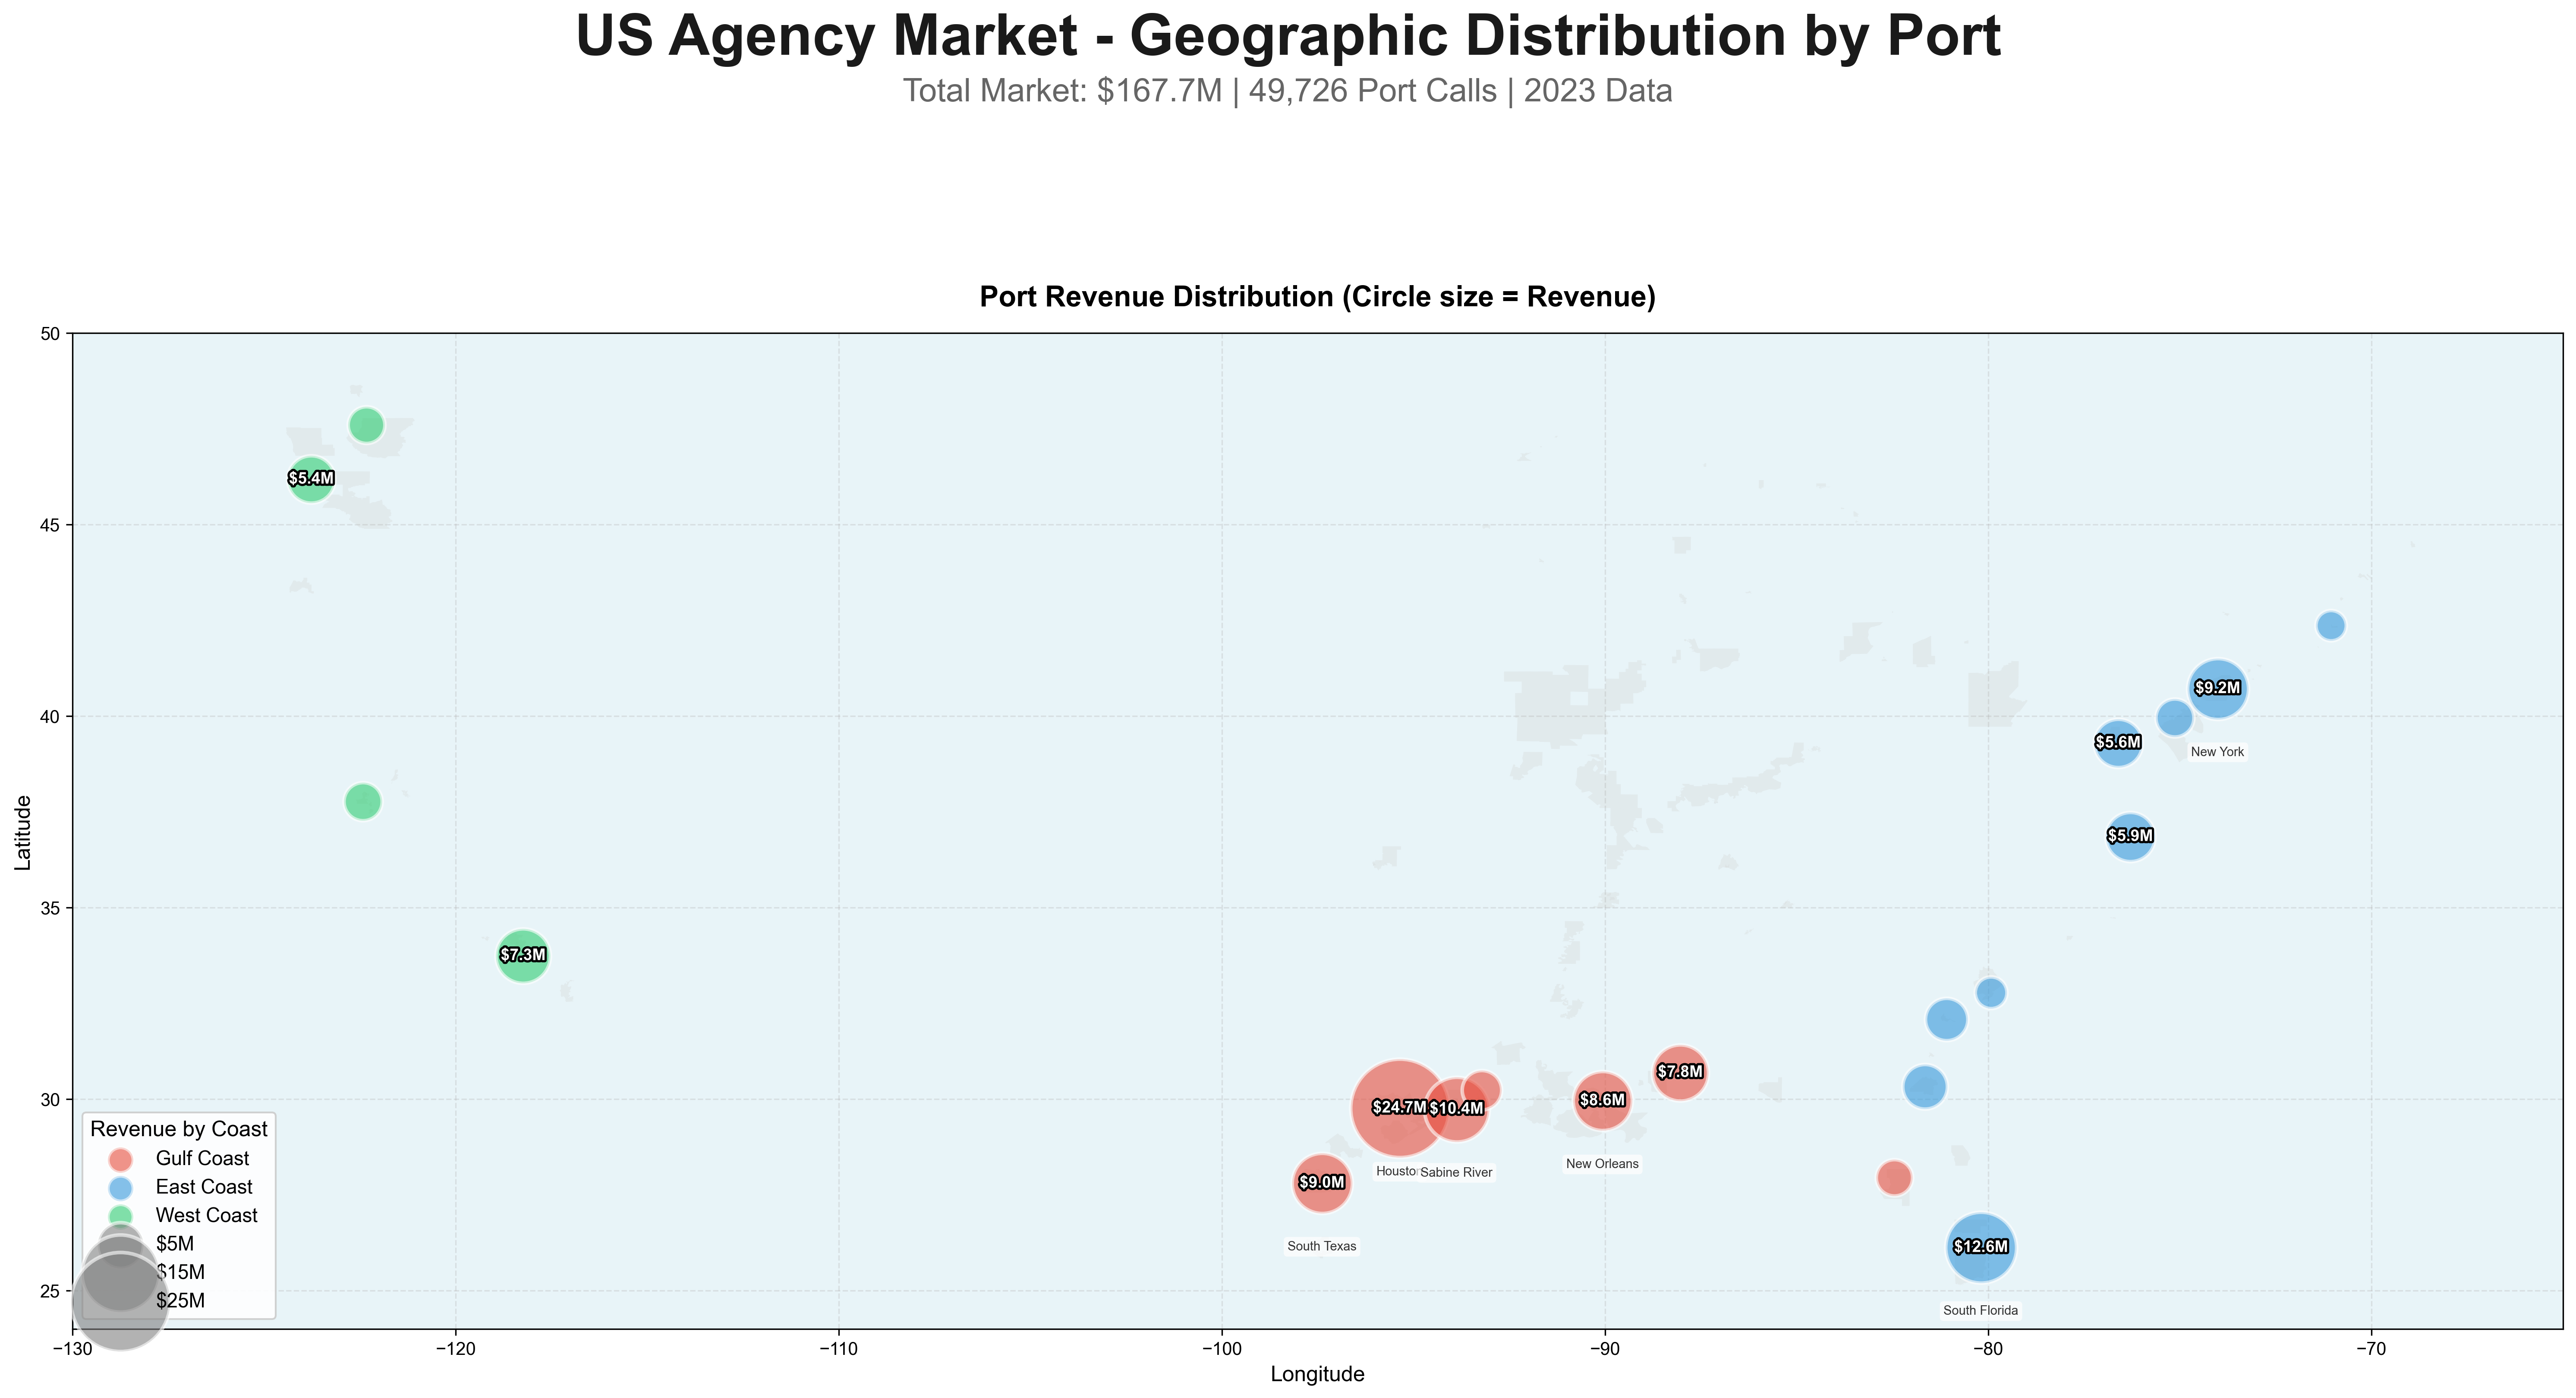 US Agency Market - Geographic Distribution by Port
Total Market: $167.7M | 49,726 Port Calls | 2023 Data
Port Revenue Distribution (Circle size = Revenue)
50
45
40
35
30
25
Latitude
$5.4M
$7.3M
$9.2M
$5.6M
New York
$5.9M
$7.8M
$24.7M
$10.4M
$8.6M
New Orleans
Sabine River
$9.0M
South Texas
$12.6M
South Florida
Revenue by Coast
Gulf Coast
East Coast
West Coast
$5M
$15M
$25M
−130
−120
−110
−100
−90
−80
−70
Longitude